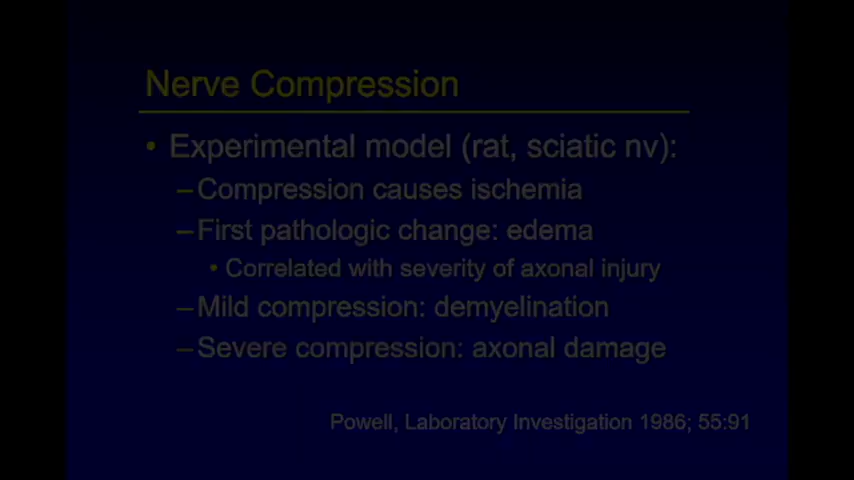 Nerve Compression
• Experimental model (rat, sciatic nv):
– Compression causes ischemia
– First pathologic change: edema
• Correlated with severity of axonal injury
– Mild compression: demyelination
– Severe compression: axonal damage
Powell, Laboratory Investigation 1986; 55:91